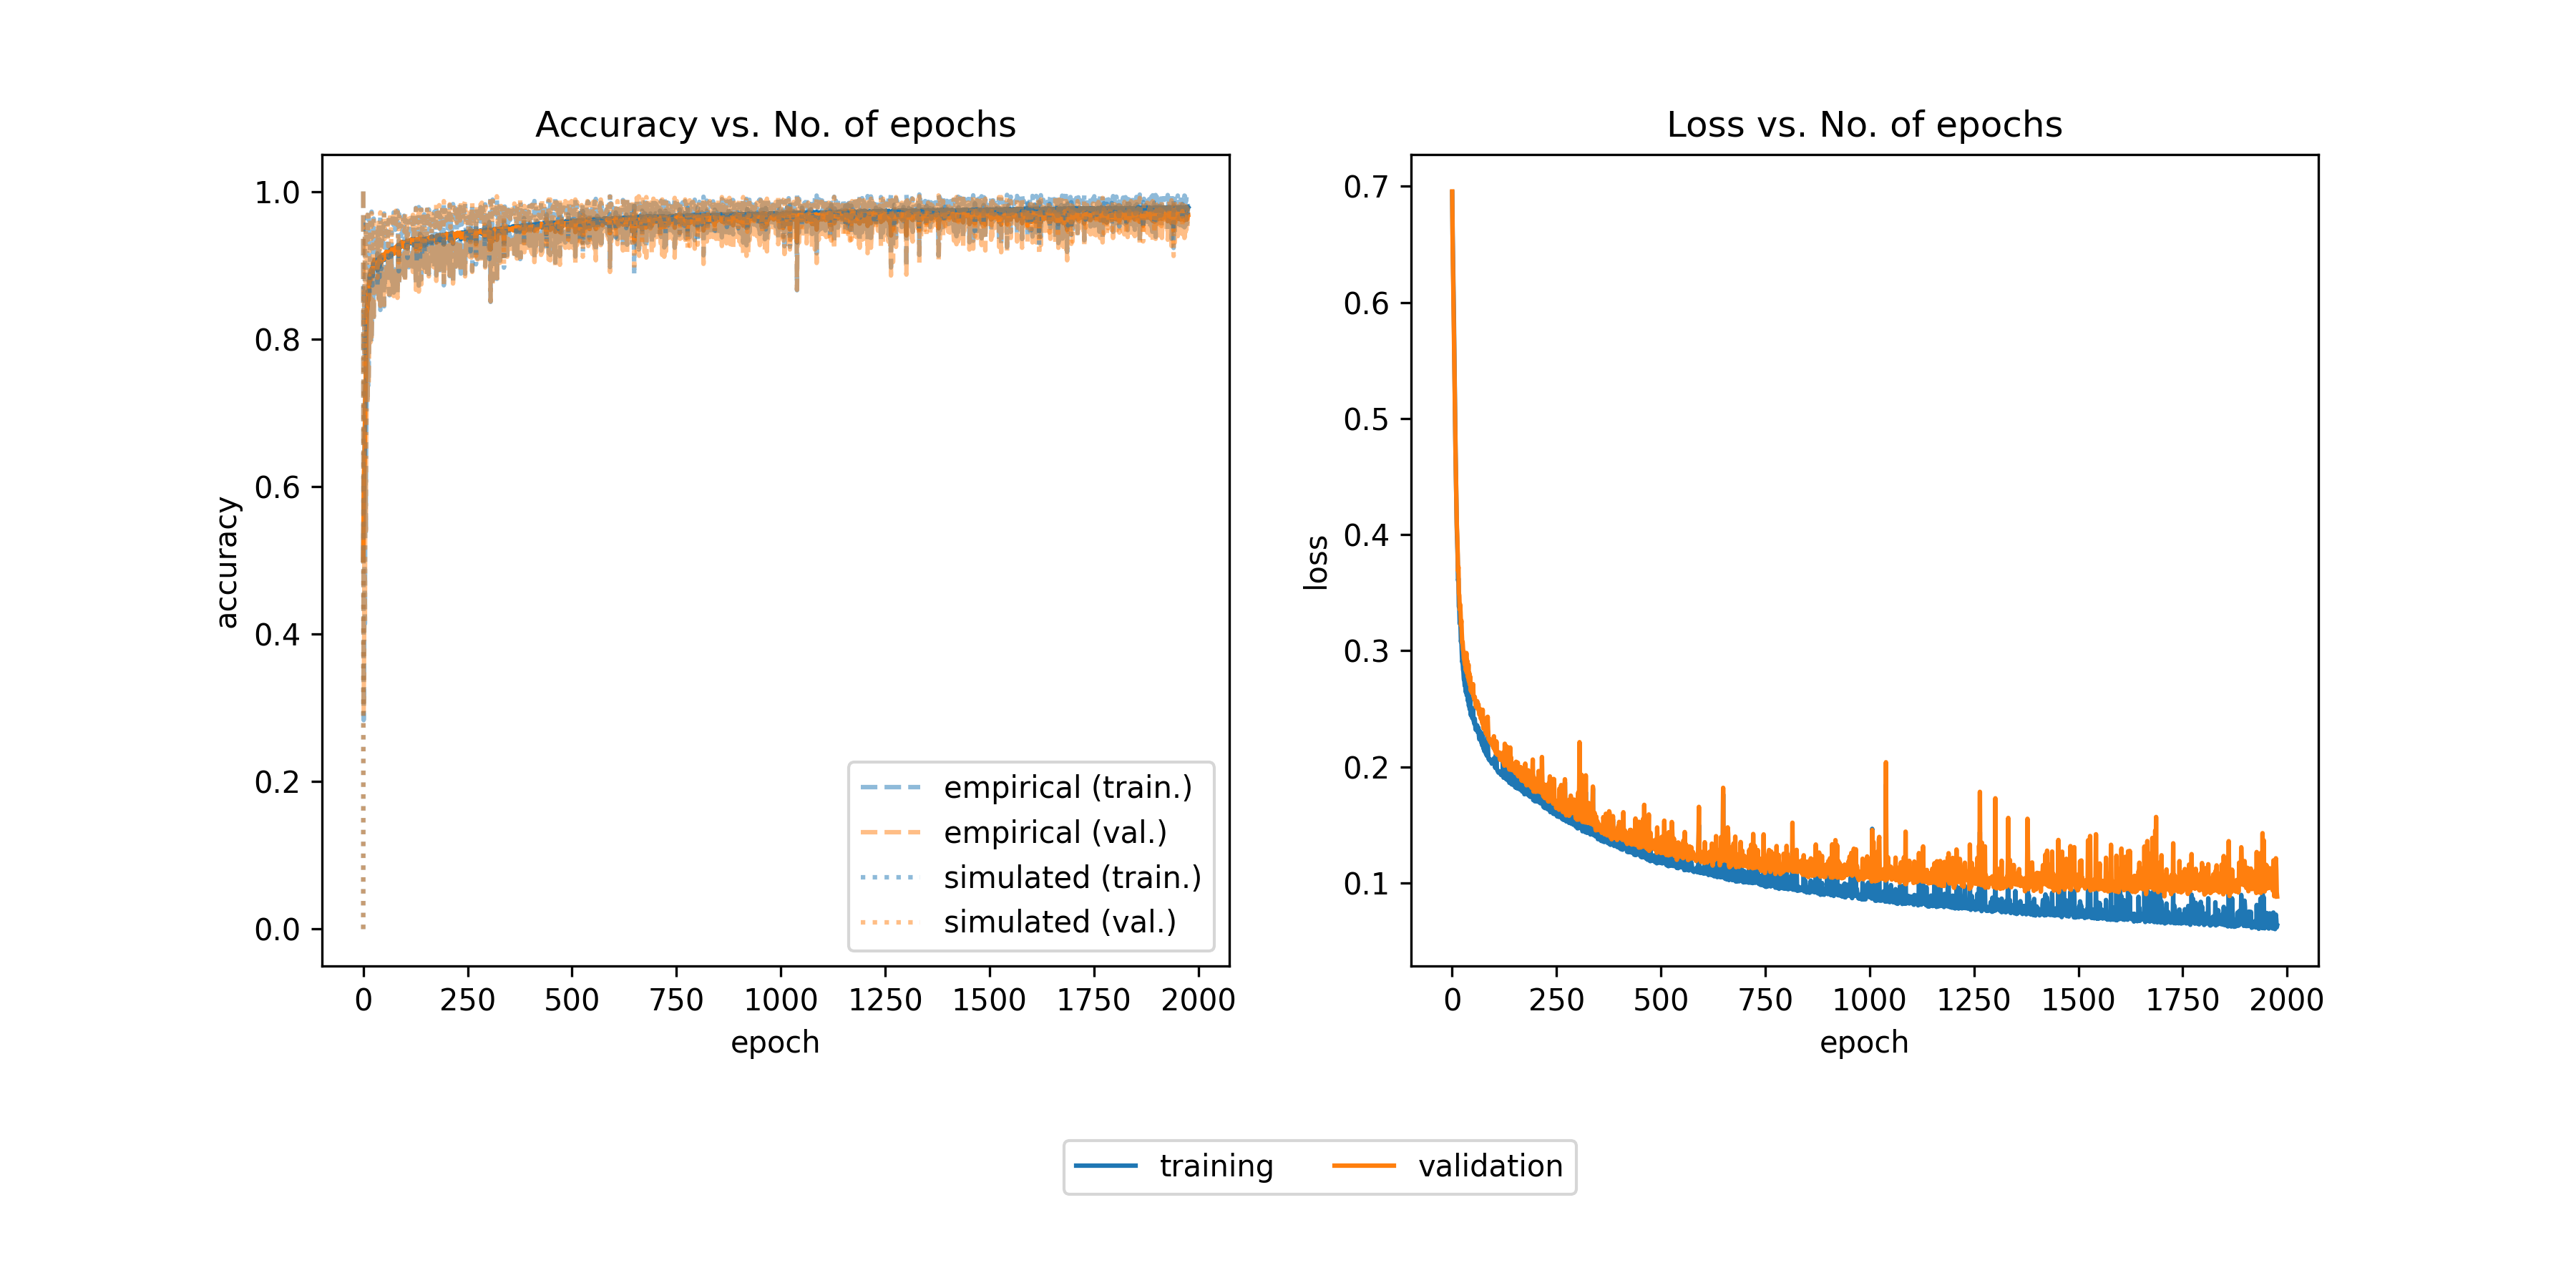 Accuracy vs. No. of epochs
1.0
0.8
0.6
0.4
0.2
0.0
accuracy
0 250 500 750 1000 1250 1500 1750 2000
epoch
empirical (train.)
empirical (val.)
simulated (train.)
simulated (val.)
Loss vs. No. of epochs
0.7
0.6
0.5
0.4
0.3
0.2
0.1
loss
0 250 500 750 1000 1250 1500 1750 2000
epoch
training validation